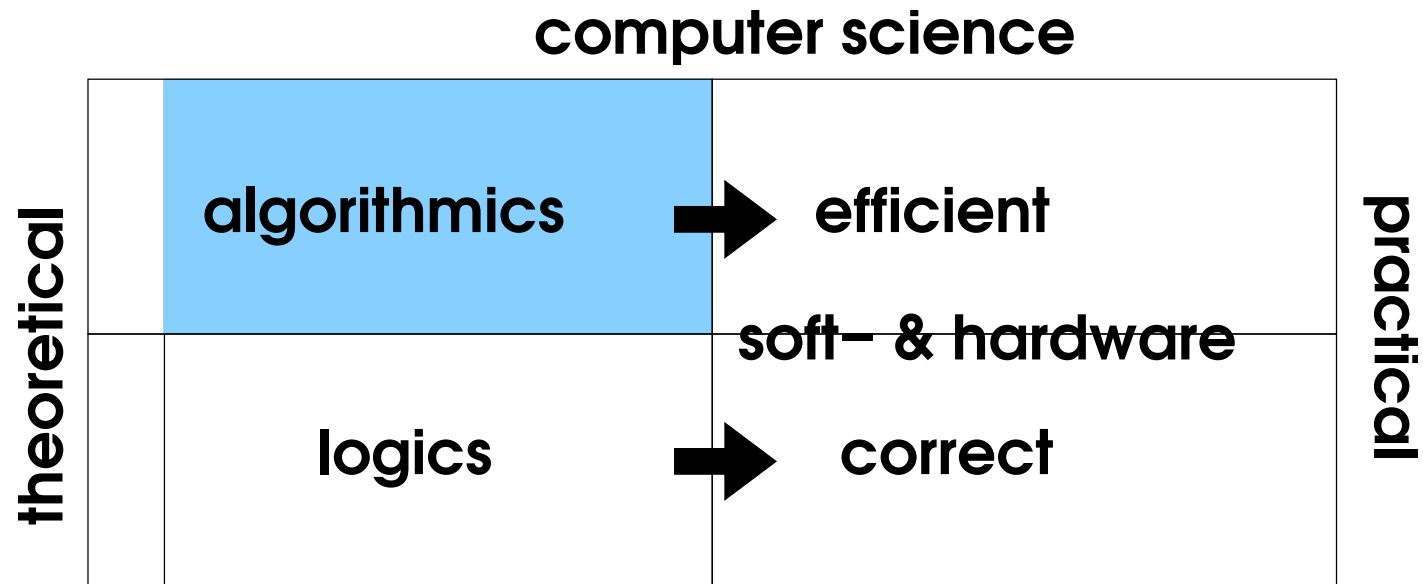 computer science
theoretical
algorithmics
efficient
soft– & hardware
logics
correct
practical